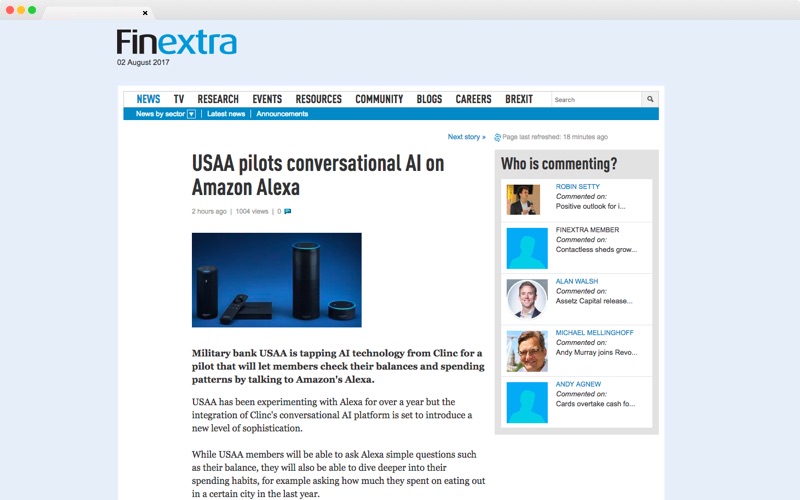 Finextra
02 August 2017
NEWS TV RESEARCH EVENTS RESOURCES COMMUNITY BLOGS CAREERS BREXIT Search
News by sector | Latest news | Announcements
Next story » Page last refreshed: 18 minutes ago
USAA pilots conversational AI on
Amazon Alexa
2 hours ago | 1004 views | 0
Military bank USAA is tapping AI technology from Clinc for a
pilot that will let members check their balances and spending
patterns by talking to Amazon's Alexa.
USAA has been experimenting with Alexa for over a year but the
integration of Clinc's conversational AI platform is set to introduce a
new level of sophistication.
While USAA members will be able to ask Alexa simple questions such
as their balance, they will also be able to dive deeper into their
spending habits, for example asking how much they spent on eating out
in a certain city in the last year.
Who is commenting?
ROBIN SETTY
Commented on:
Positive outlook for i...
FINEXTRA MEMBER
Commented on:
Contactless sheds grow...
ALAN WALSH
Commented on:
Assetz Capital release...
MICHAEL MELLINGHOFF
Commented on:
Andy Murray joins Revo...
ANDY AGNEW
Commented on:
Cards overtake cash fo...